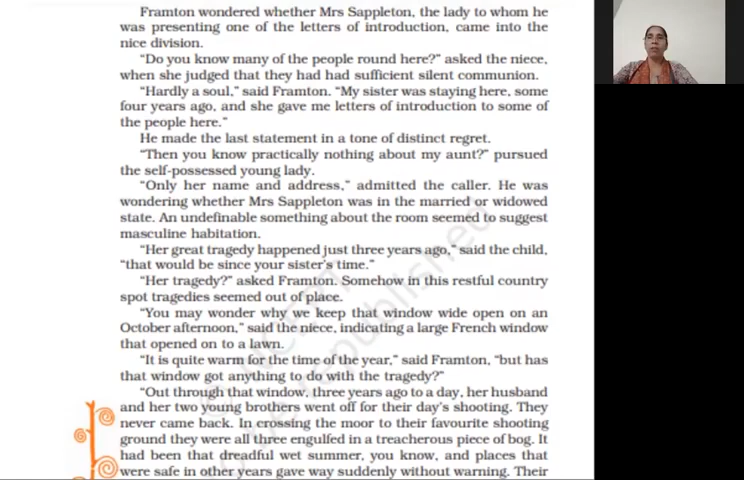 Framton wondered whether Mrs Sappleton, the lady to whom he
was presenting one of the letters of introduction, came into the
nice division.
“Do you know many of the people round here?” asked the niece,
when she judged that they had had sufficient silent communion.
“Hardly a soul,” said Framton. “My sister was staying here, some
four years ago, and she gave me letters of introduction to some of
the people here.”
He made the last statement in a tone of distinct regret.
“Then you know practically nothing about my aunt?” pursued
the self-possessed young lady.
“Only her name and address,” admitted the caller. He was
wondering whether Mrs Sappleton was in the married or widowed
state. An undefinable something about the room seemed to suggest
masculine habitation.
“Her great tragedy happened just three years ago,” said the child,
“that would be since your sister’s time.”
“Her tragedy?” asked Framton. Somehow in this restful country
spot tragedies seemed out of place.
“You may wonder why we keep that window wide open on an
October afternoon,” said the niece, indicating a large French window
that opened on to a lawn.
“It is quite warm for the time of the year,” said Framton, “but has
that window got anything to do with the tragedy?”
“Out through that window, three years ago to a day, her husband
and her two young brothers went off for their day’s shooting. They
never came back. In crossing the moor to their favourite shooting
ground they were all three engulfed in a treacherous piece of bog. It
had been that dreadful wet summer, you know, and places that
were safe in other years gave way suddenly without warning. Their